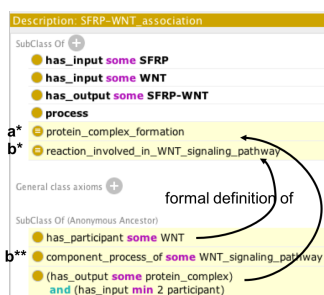 Description: SFRP-WNT_association
SubClass Of
has_input some SFRP
has_input some WNT
has_output some SFRP-WNT
process
a* protein_complex_formation
b* reaction_involved_in_WNT_signaling_pathway
General class axioms
formal definition of
SubClass Of (Anonymous Ancestor)
has_participant some WNT
b** component_process_of some WNT_signaling_pathway
(has_output some protein_complex)
and (has_input min 2 participant)